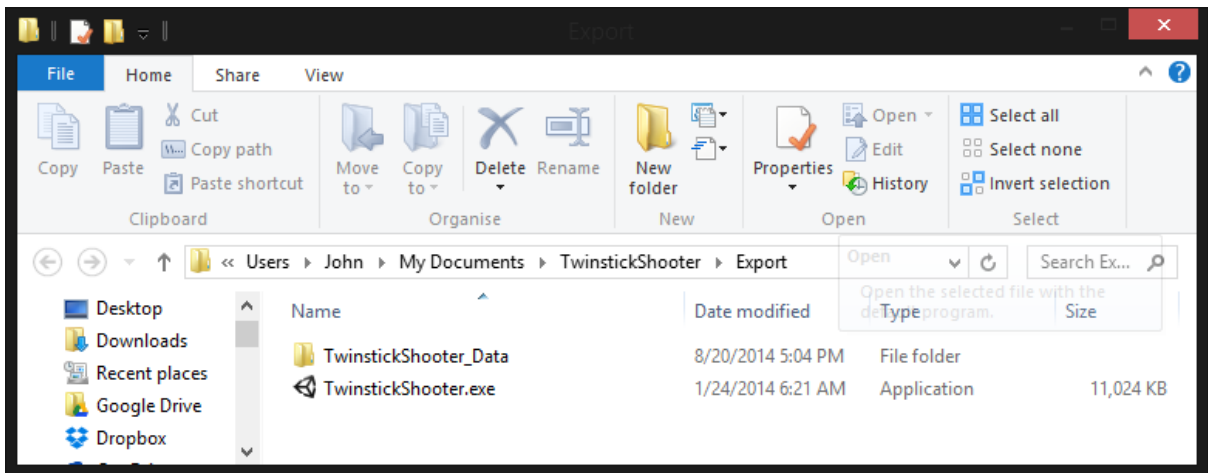 Export
File Home Share View
Copy
Paste
Cut
Copy path
Paste shortcut
Clipboard
Move to
Copy to
Delete
Rename
Organise
New folder
New
Properties
Open
Edit
History
Open
Select all
Select none
Invert selection
Select
« Users John My Documents TwinstickShooter Export
Search Ex...
Open
Open the selected file with the
default program.
Desktop
Downloads
Recent places
Google Drive
Dropbox
Name Date modified Type Size
TwinstickShooter_Data 8/20/2014 5:04 PM File folder
TwinstickShooter.exe 1/24/2014 6:21 AM Application 11,024 KB